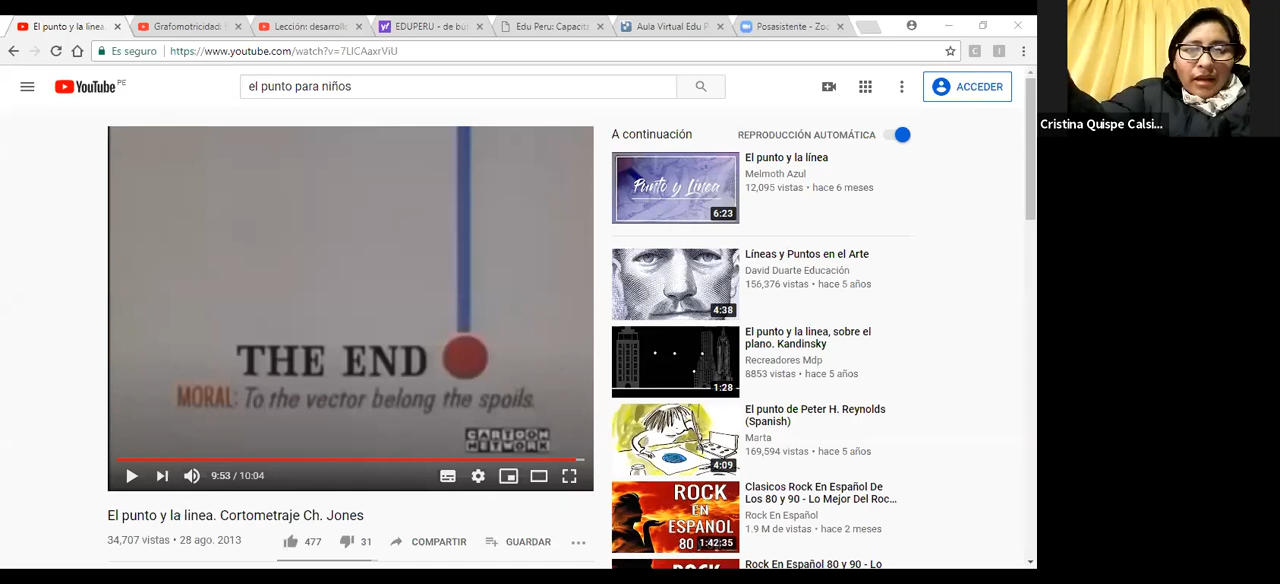 El punto y la linea.
Grafomotricidad:
Lección: desarrolle
EDUPERU - de bú
Edu Peru: Capacit
Aula Virtual Edu P
Posasistente - Zoo
Es seguro
https://www.youtube.com/watch?v=7LlCAaxrViU
YouTube PE
el punto para niños
ACCEDER
Cristina Quispe Calsi...
THE END
MORAL: To the vector belong the spoils.
CARTOON
NETWORK
9:53 / 10:04
El punto y la linea. Cortometraje Ch. Jones
34,707 vistas • 28 ago. 2013
477
31
COMPARTIR
GUARDAR
A continuación
REPRODUCCIÓN AUTOMÁTICA
Punto y Linea
6:23
El punto y la línea
Melmoth Azul
12,095 vistas • hace 6 meses
4:38
Líneas y Puntos en el Arte
David Duarte Educación
156,376 vistas • hace 5 años
1:28
El punto y la linea, sobre el
plano. Kandinsky
Recreadores Mdp
8853 vistas • hace 5 años
4:09
El punto de Peter H. Reynolds
(Spanish)
Marta
169,594 vistas • hace 5 años
ROCK
EN
ESPAÑOL
80
1:42:35
Clasicos Rock En Español De
Los 80 y 90 - Lo Mejor Del Roc...
Rock En Español
1.9 M de vistas • hace 2 meses
Rock En Español 80 y 90 - Lo